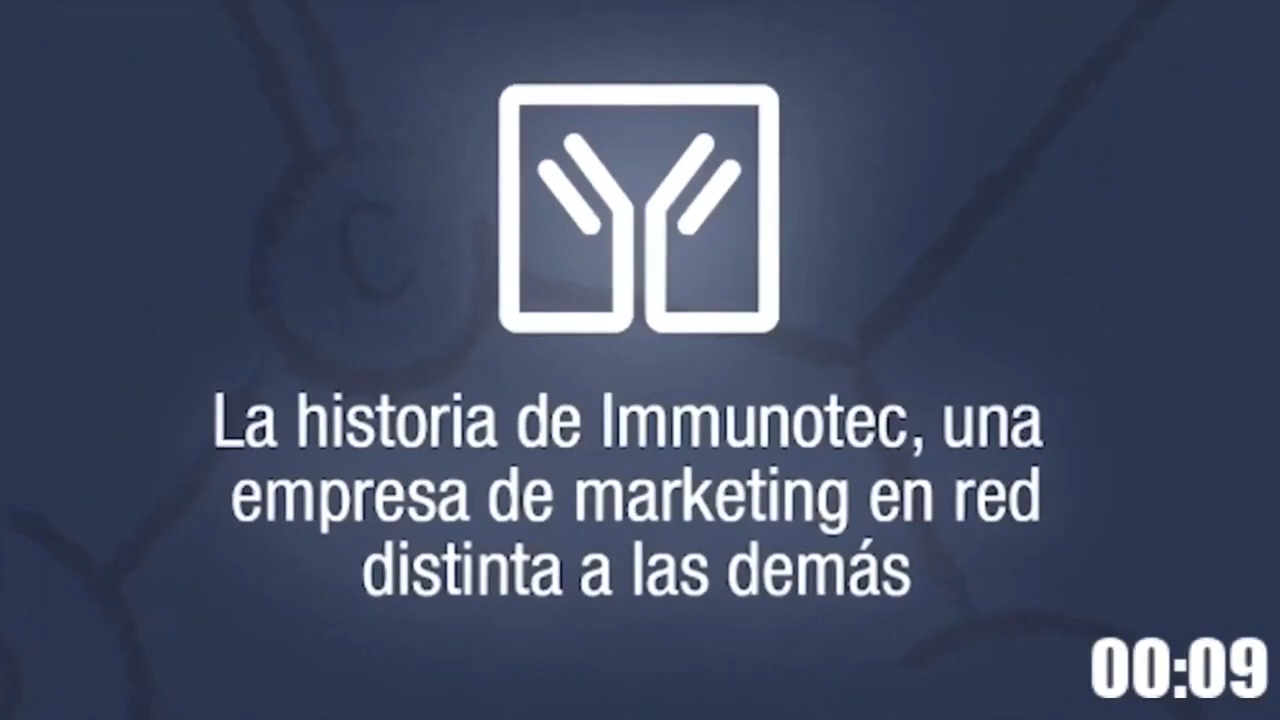 C
La historia de Immunotec, una
empresa de marketing en red
distinta a las demás
00:09